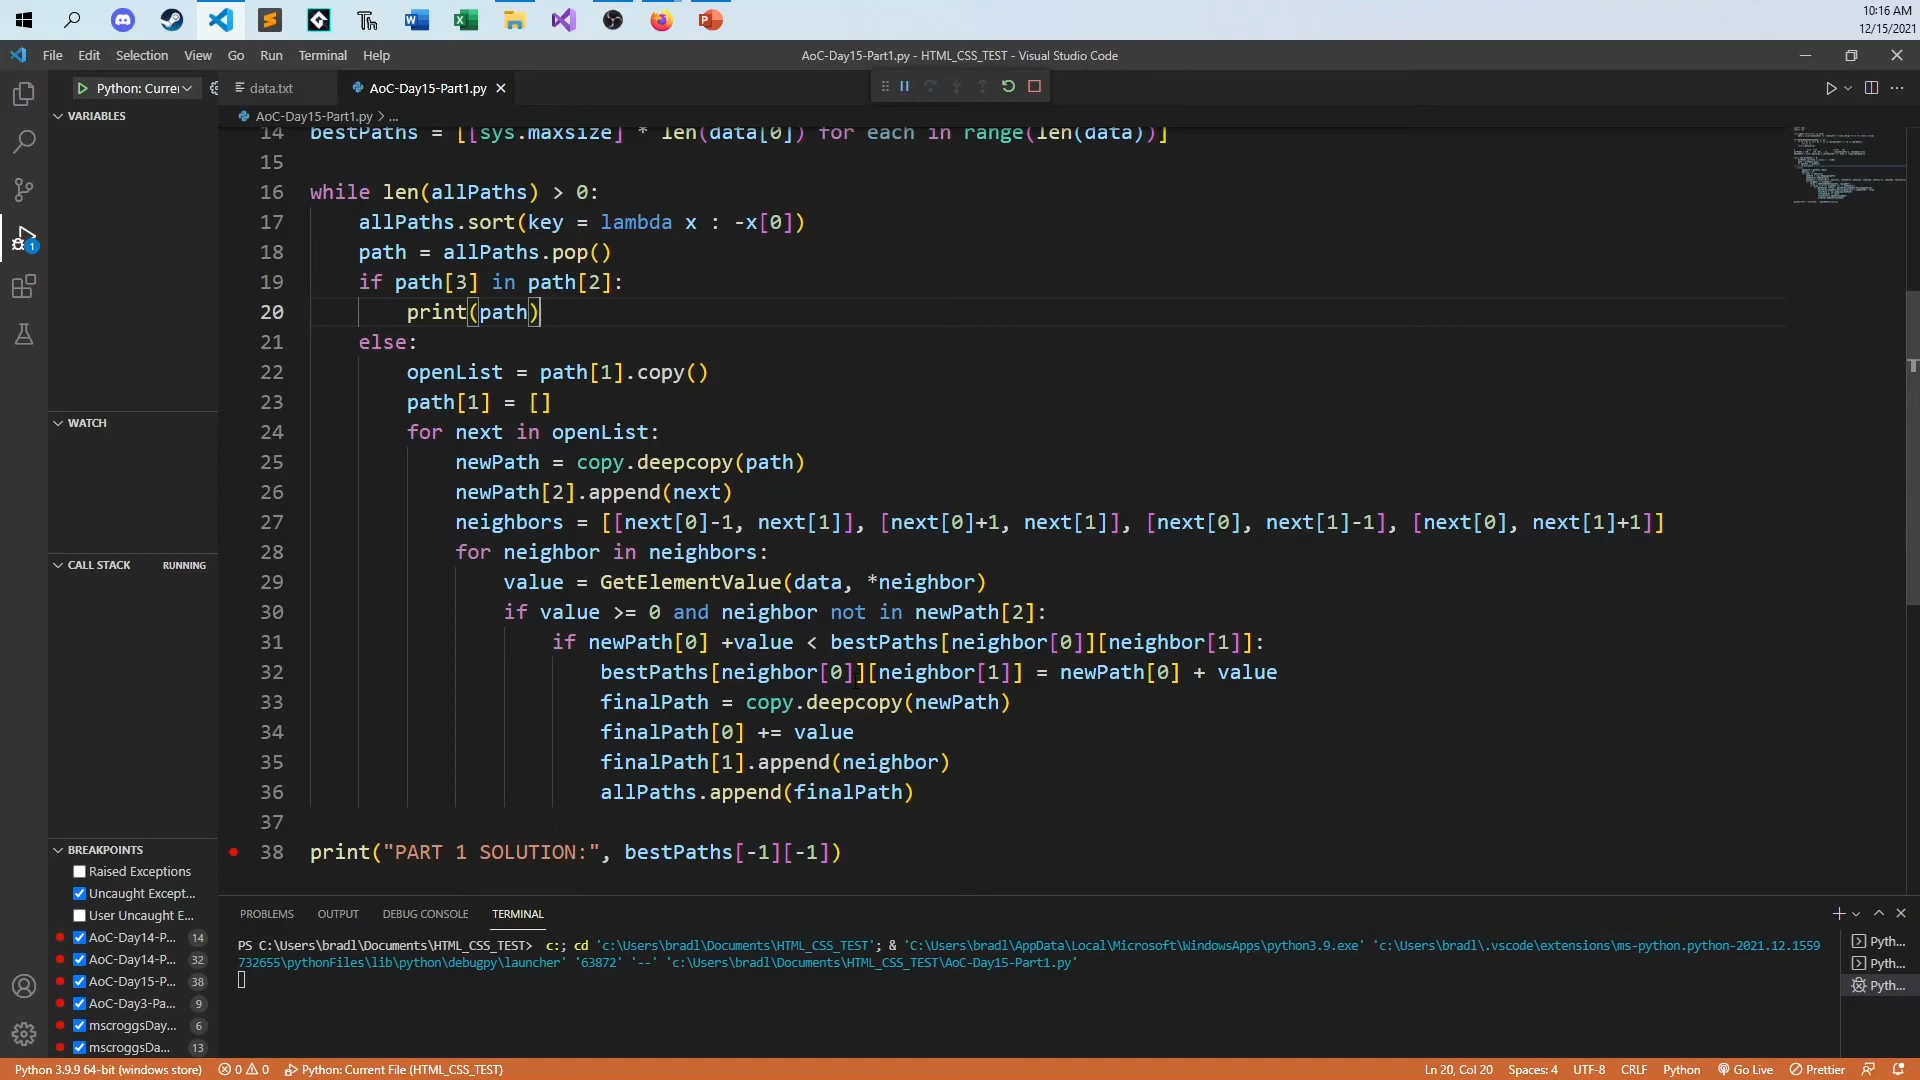 10:16 AM
12/15/2021
File Edit Selection View Go Run Terminal Help
AoC-Day15-Part1.py - HTML_CSS_TEST - Visual Studio Code
Python: Currei
data.txt
AoC-Day15-Part1.py
VARIABLES
AoC-Day15-Part1.py > ...
14 bestPaths = [[sys.maxsize] * len(data[0]) for each in range(len(data))]
15
16 while len(allPaths) > 0:
17     allPaths.sort(key = lambda x : -x[0])
18     path = allPaths.pop()
19     if path[3] in path[2]:
20         print(path)
21     else:
22         openList = path[1].copy()
23         path[1] = []
24         for next in openList:
25             newPath = copy.deepcopy(path)
26             newPath[2].append(next)
27             neighbors = [[next[0]-1, next[1]], [next[0]+1, next[1]], [next[0], next[1]-1], [next[0], next[1]+1]]
28             for neighbor in neighbors:
29                 value = GetElementValue(data, *neighbor)
30                 if value >= 0 and neighbor not in newPath[2]:
31                     if newPath[0] +value < bestPaths[neighbor[0]][neighbor[1]]:
32                         bestPaths[neighbor[0]][neighbor[1]] = newPath[0] + value
33                         finalPath = copy.deepcopy(newPath)
34                         finalPath[0] += value
35                         finalPath[1].append(neighbor)
36                         allPaths.append(finalPath)
37
38 print("PART 1 SOLUTION:", bestPaths[-1][-1])
WATCH
CALL STACK RUNNING
1
BREAKPOINTS
Raised Exceptions
Uncaught Except...
User Uncaught E...
AoC-Day14-P... 14
AoC-Day14-P... 32
AoC-Day15-P... 38
AoC-Day3-Pa... 9
mscroggsDay... 6
mscroggsDa... 13
PROBLEMS OUTPUT DEBUG CONSOLE TERMINAL
PS C:\Users\bradl\Documents\HTML_CSS_TEST> c:; cd 'c:\Users\bradl\Documents\HTML_CSS_TEST'; & 'C:\Users\bradl\AppData\Local\Microsoft\WindowsApps\python3.9.exe' 'c:\Users\bradl\.vscode\extensions\ms-python.python-2021.12.1559
732655\pythonFiles\lib\python\debugpy\launcher' '63872' '--' 'c:\Users\bradl\Documents\HTML_CSS_TEST\AoC-Day15-Part1.py'
Pyth...
Pyth...
Pyth...
Python 3.9.9 64-bit (windows store) 0 0 Python: Current File (HTML_CSS_TEST) Ln 20, Col 20 Spaces: 4 UTF-8 CRLF Python Go Live Prettier